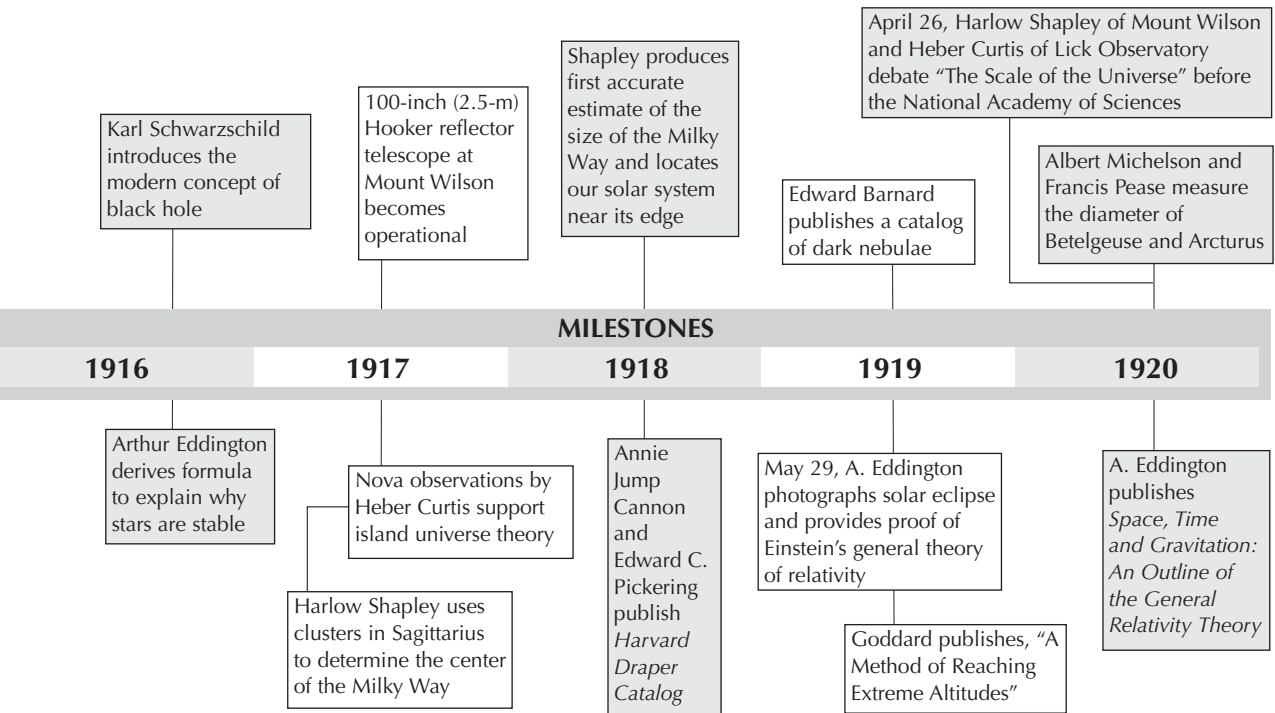 April 26, Harlow Shapley of Mount Wilson
and Heber Curtis of Lick Observatory
debate “The Scale of the Universe” before
the National Academy of Sciences
Shapley produces
first accurate
estimate of the
size of the Milky
Way and locates
our solar system
near its edge
100-inch (2.5-m)
Hooker reflector
telescope at
Mount Wilson
becomes
operational
Karl Schwarzschild
introduces the
modern concept of
black hole
Edward Barnard
publishes a catalog
of dark nebulae
Albert Michelson and
Francis Pease measure
the diameter of
Betelgeuse and Arcturus
MILESTONES
1916 1917 1918 1919 1920
Arthur Eddington
derives formula
to explain why
stars are stable
Nova observations by
Heber Curtis support
island universe theory
Harlow Shapley uses
clusters in Sagittarius
to determine the center
of the Milky Way
Annie
Jump
Cannon
and
Edward C.
Pickering
publish
Harvard
Draper
Catalog
May 29, A. Eddington
photographs solar eclipse
and provides proof of
Einstein’s general theory
of relativity
Goddard publishes, “A
Method of Reaching
Extreme Altitudes”
A. Eddington
publishes
Space, Time
and Gravitation:
An Outline of
the General
Relativity Theory